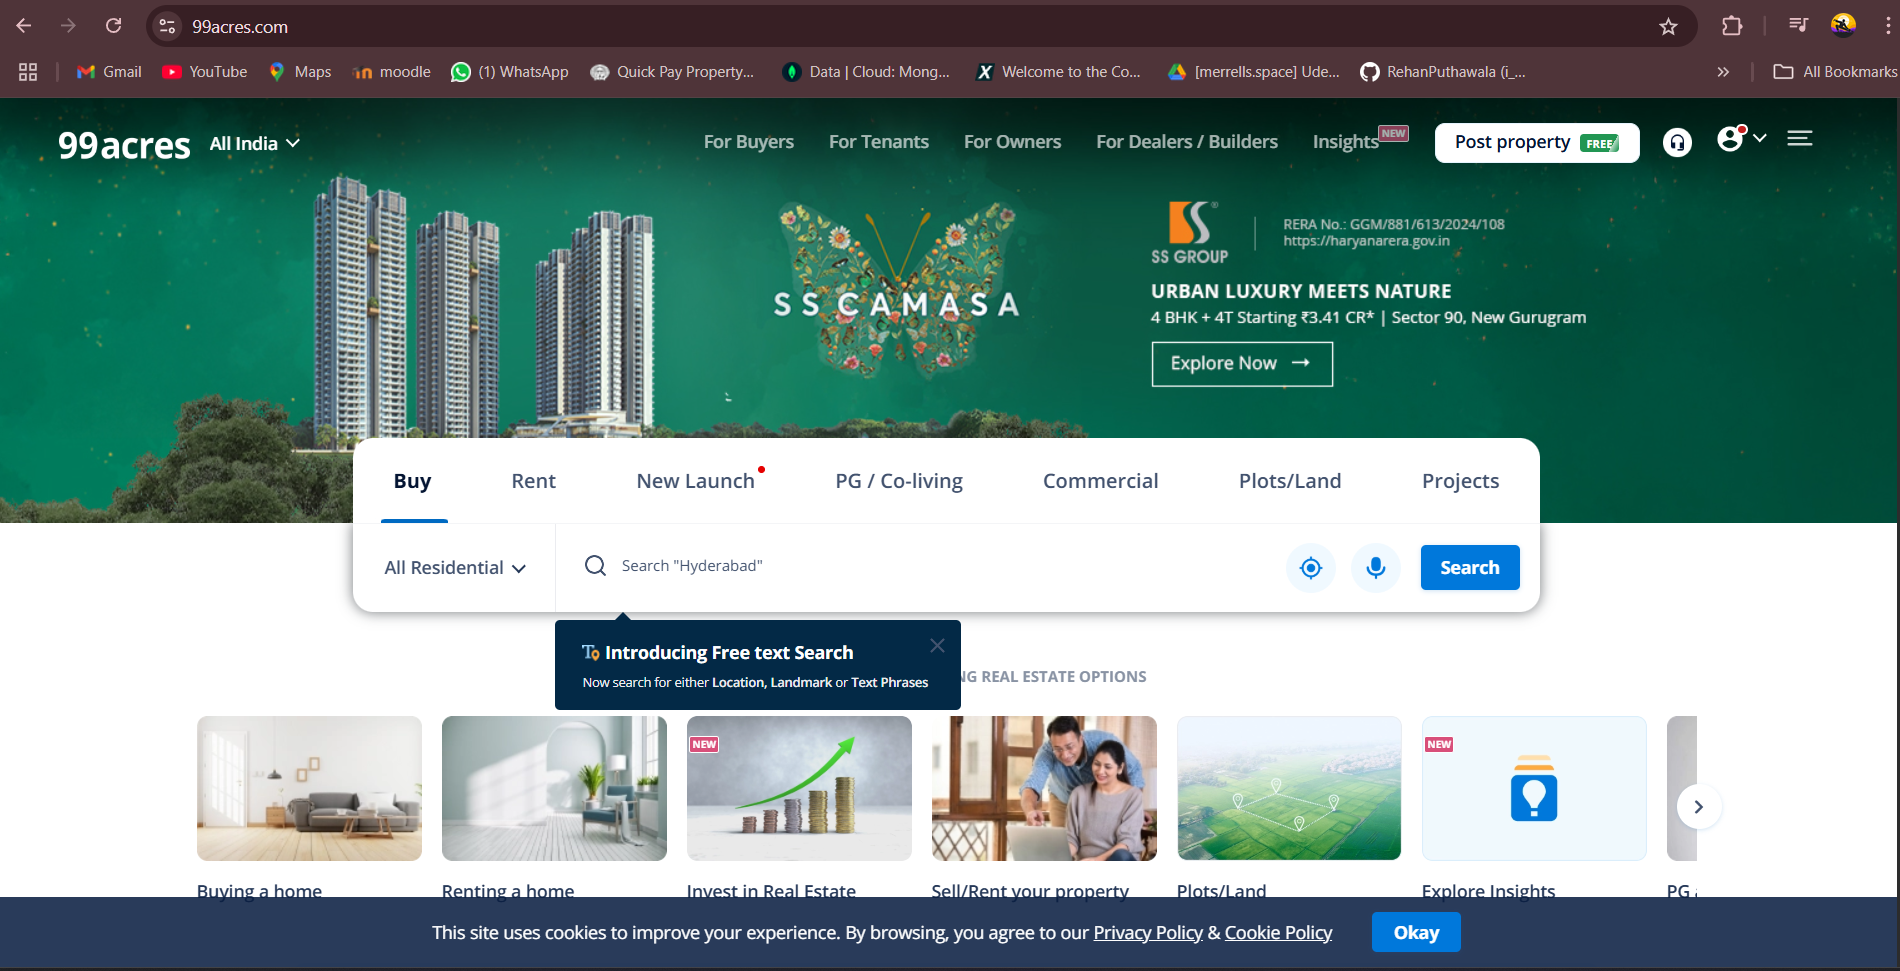 99acres.com
Gmail YouTube Maps moodle (1) WhatsApp Quick Pay Property... Data | Cloud: Mong... Welcome to the Co... [merrells.space] Ude... RehanPuthawala (i_... All Bookmarks
99acres All India For Buyers For Tenants For Owners For Dealers / Builders Insights NEW Post property FREE
SS GROUP
RERA No.: GGM/881/613/2024/108
https://haryanarera.gov.in
SS CAMASA
URBAN LUXURY MEETS NATURE
4 BHK + 4T Starting ₹3.41 CR* | Sector 90, New Gurugram
Explore Now
Buy Rent New Launch PG / Co-living Commercial Plots/Land Projects
All Residential Search "Hyderabad" Search
Introducing Free text Search
Now search for either Location, Landmark or Text Phrases
NG REAL ESTATE OPTIONS
NEW NEW
Buying a home Renting a home Invest in Real Estate Sell/Rent your property Plots/Land Explore Insights PG
This site uses cookies to improve your experience. By browsing, you agree to our Privacy Policy & Cookie Policy Okay